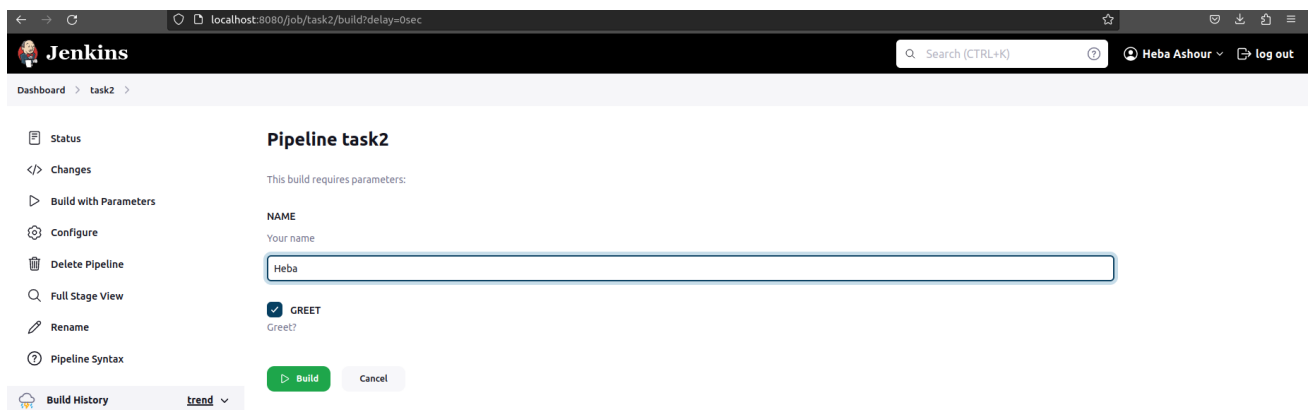 localhost:8080/job/task2/build?delay=0sec
Jenkins
Search (CTRL+K)
?
Heba Ashour
log out
Dashboard > task2 >
Status
</> Changes
Build with Parameters
Configure
Delete Pipeline
Full Stage View
Rename
? Pipeline Syntax
Build History
trend
Pipeline task2
This build requires parameters:
NAME
Your name
Heba
GREET
Greet?
Build
Cancel